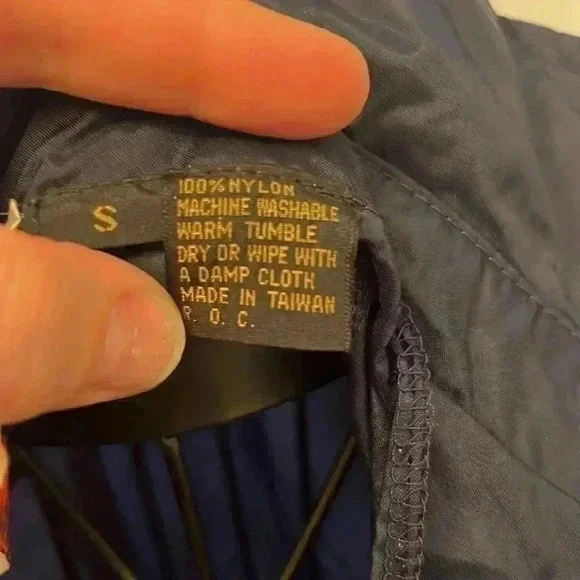 S
100% NYLON
MACHINE WASHABLE
WARM TUMBLE
DRY OR WIPE WITH
A DAMP CLOTH
MADE IN TAIWAN
R. O. C.